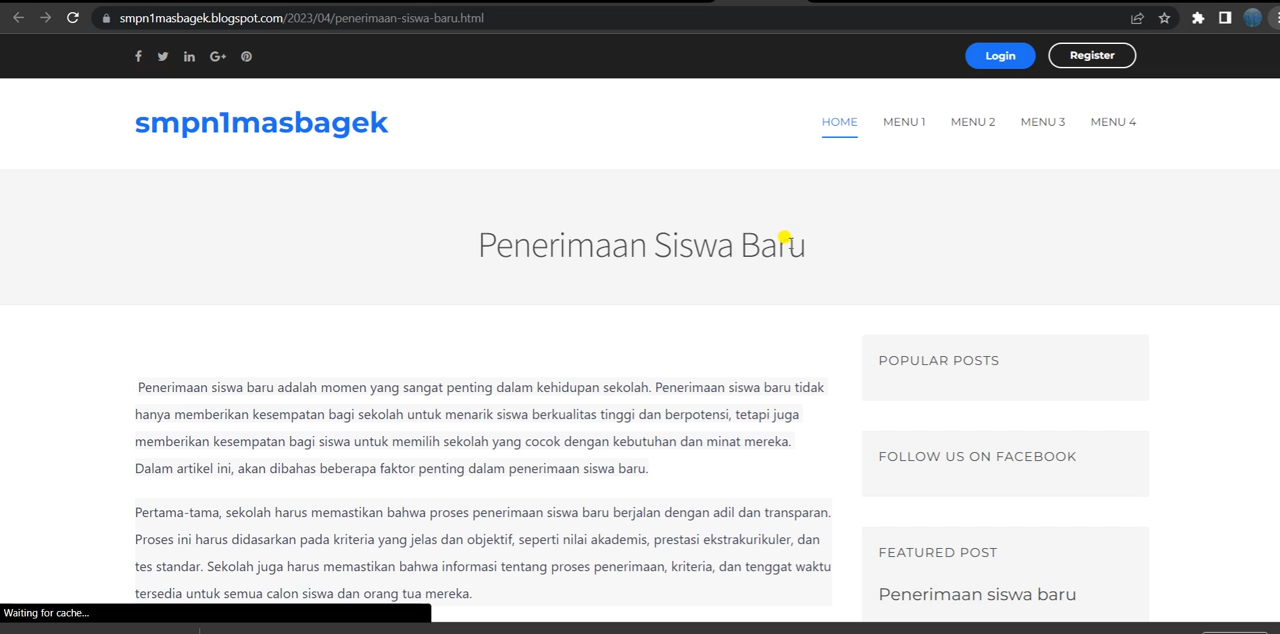 smpn1masbagek.blogspot.com/2023/04/penerimaan-siswa-baru.html
Login
Register
smpn1masbagek
HOME
MENU 1
MENU 2
MENU 3
MENU 4
Penerimaan Siswa Baru
Penerimaan siswa baru adalah momen yang sangat penting dalam kehidupan sekolah. Penerimaan siswa baru tidak
hanya memberikan kesempatan bagi sekolah untuk menarik siswa berkualitas tinggi dan berpotensi, tetapi juga
memberikan kesempatan bagi siswa untuk memilih sekolah yang cocok dengan kebutuhan dan minat mereka.
Dalam artikel ini, akan dibahas beberapa faktor penting dalam penerimaan siswa baru.
Pertama-tama, sekolah harus memastikan bahwa proses penerimaan siswa baru berjalan dengan adil dan transparan.
Proses ini harus didasarkan pada kriteria yang jelas dan objektif, seperti nilai akademis, prestasi ekstrakurikuler, dan
tes standar. Sekolah juga harus memastikan bahwa informasi tentang proses penerimaan, kriteria, dan tenggat waktu
tersedia untuk semua calon siswa dan orang tua mereka.
POPULAR POSTS
FOLLOW US ON FACEBOOK
FEATURED POST
Penerimaan siswa baru
Waiting for cache...